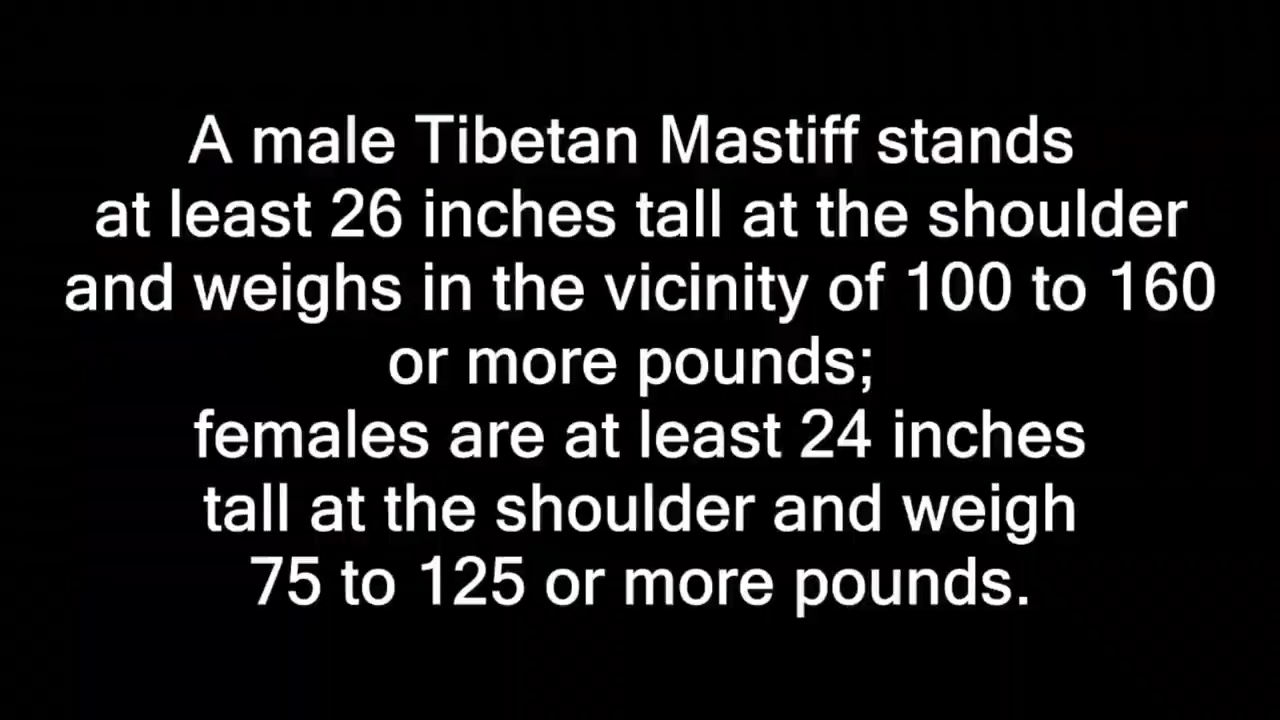 A male Tibetan Mastiff stands
at least 26 inches tall at the shoulder
and weighs in the vicinity of 100 to 160
or more pounds;
females are at least 24 inches
tall at the shoulder and weigh
75 to 125 or more pounds.